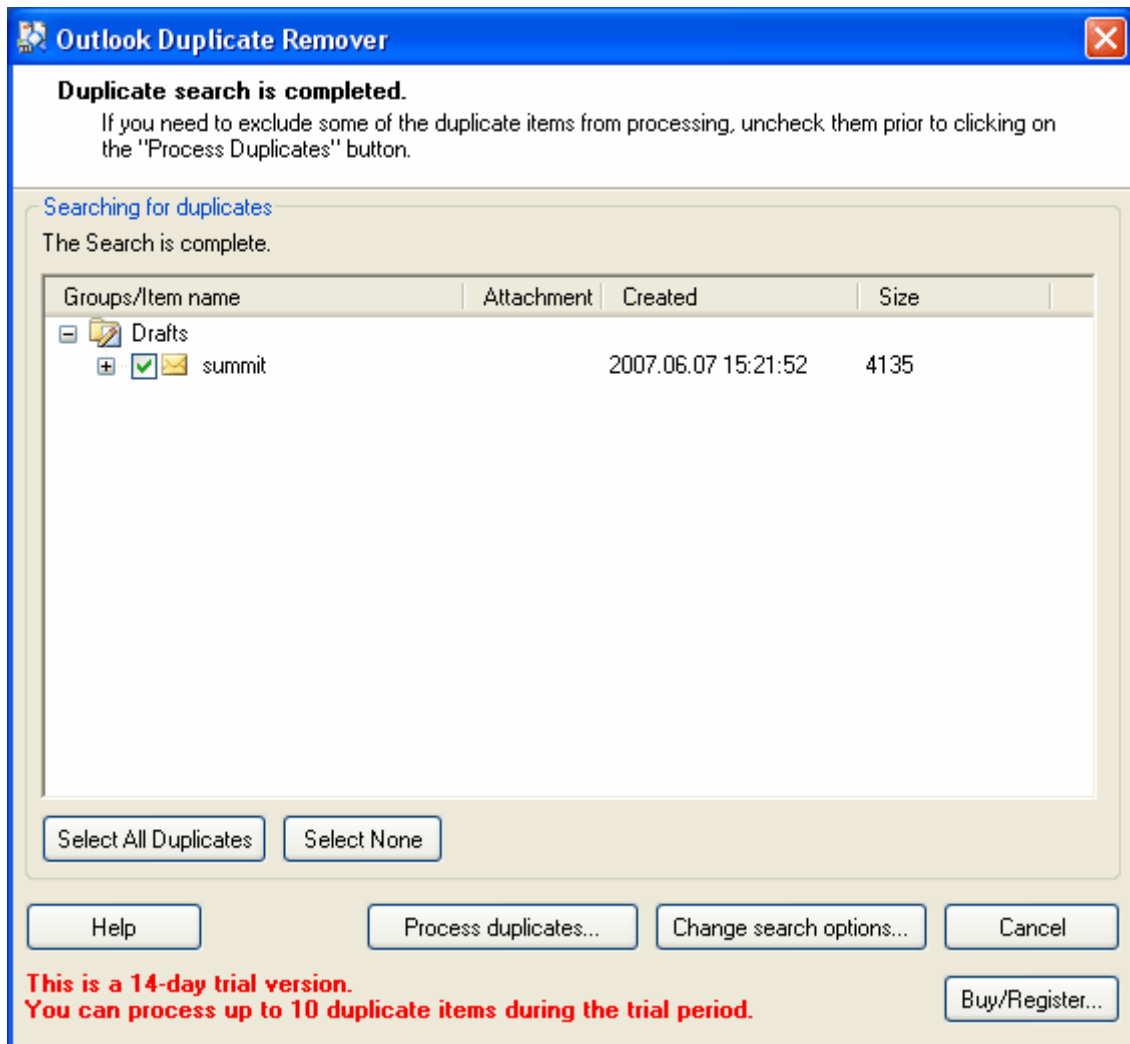 Outlook Duplicate Remover
Duplicate search is completed.
If you need to exclude some of the duplicate items from processing, uncheck them prior to clicking on
the "Process Duplicates" button.
Searching for duplicates
The Search is complete.
Groups/Item name Attachment Created Size
Drafts
summit 2007.06.07 15:21:52 4135
Select All Duplicates Select None
Help Process duplicates... Change search options... Cancel
This is a 14-day trial version.
You can process up to 10 duplicate items during the trial period.
Buy/Register...